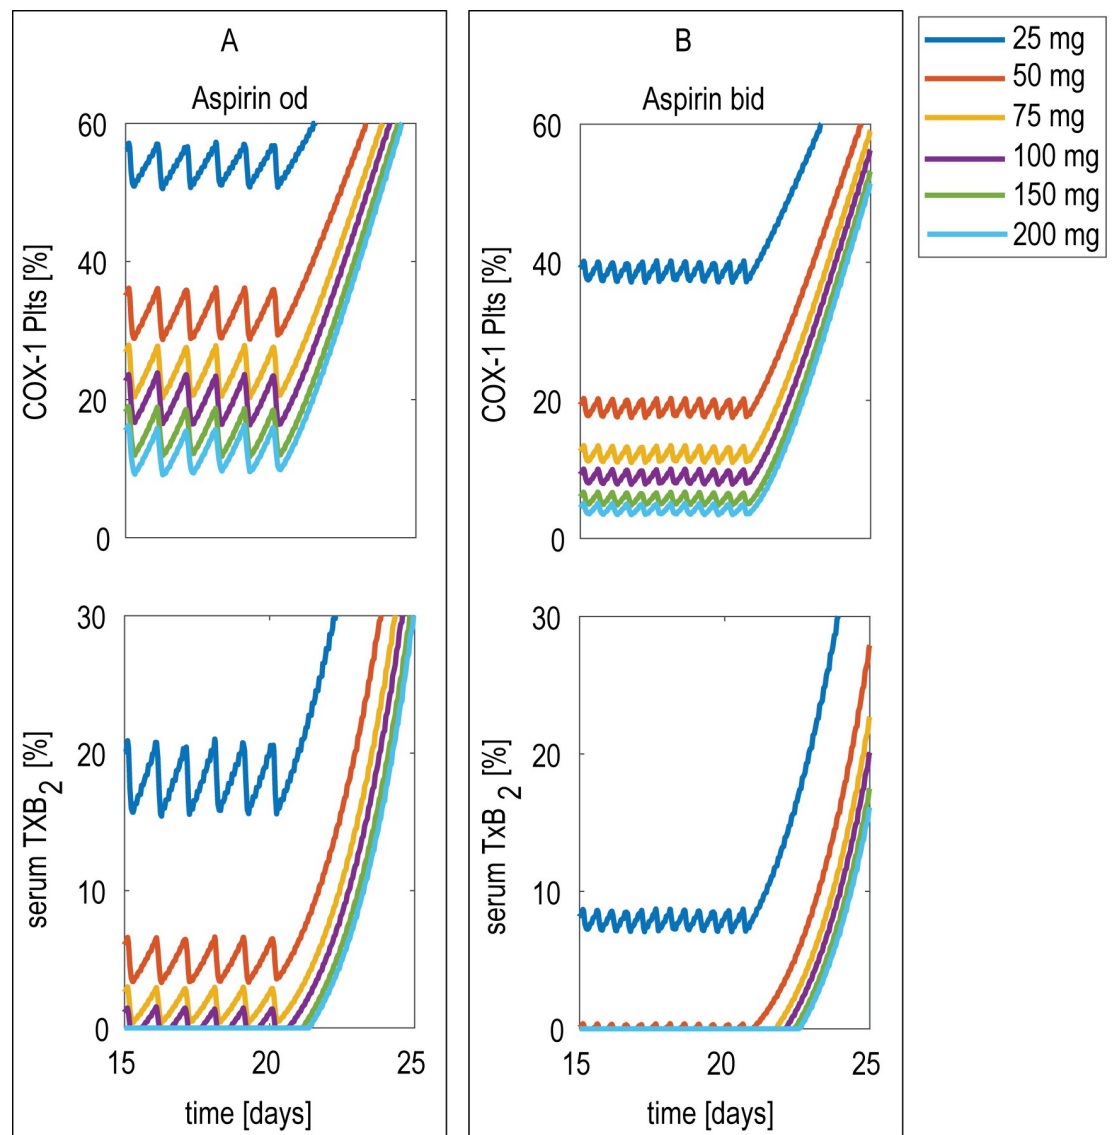 A
Aspirin od
COX-1 Plts [%]
60
40
20
0
serum TXB2 [%]
30
20
10
0
15 20 25
time [days]
B
Aspirin bid
COX-1 Plts [%]
60
40
20
0
serum TxB 2 [%]
30
20
10
0
15 20 25
time [days]
25 mg
50 mg
75 mg
100 mg
150 mg
200 mg